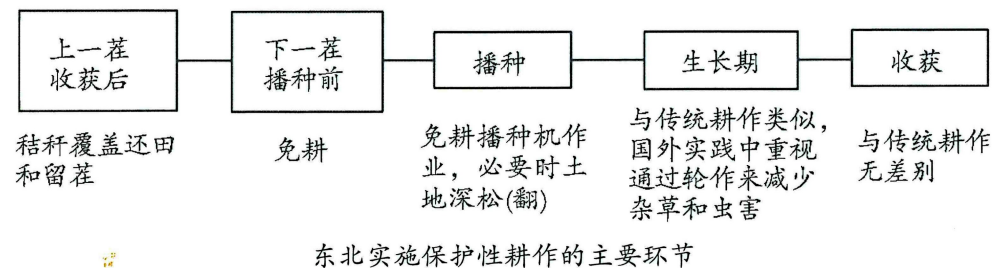 上一茬
收获后
下一茬
播种前
播种
生长期
收获
秸秆覆盖还田
和留茬
免耕
免耕播种机作
业，必要时土
地深松(翻)
与传统耕作类似，
国外实践中重视
通过轮作来减少
杂草和虫害
与传统耕作
无差别
东北实施保护性耕作的主要环节